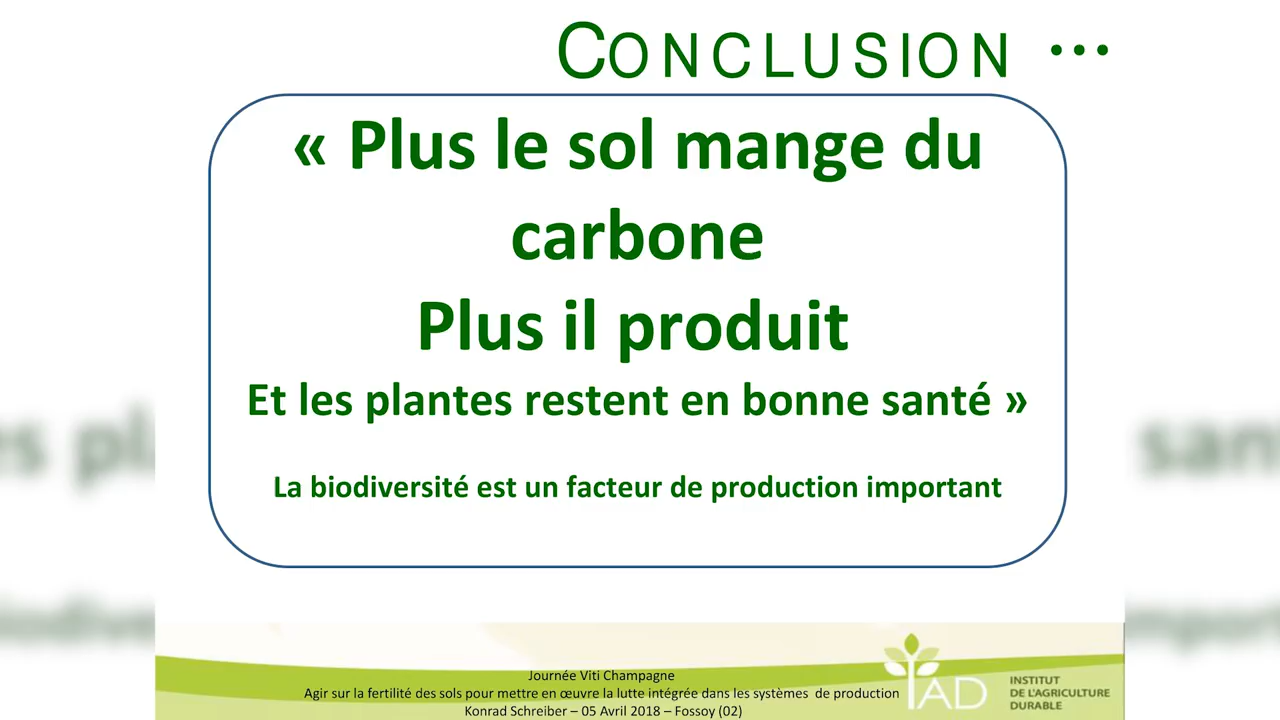 CONCLUSION ...
« Plus le sol mange du
carbone
Plus il produit
Et les plantes restent en bonne santé »
La biodiversité est un facteur de production important
Journée Viti Champagne
Agir sur la fertilité des sols pour mettre en œuvre la lutte intégrée dans les systèmes de production
Konrad Schreiber – 05 Avril 2018 – Fossoy (02)
IAD
INSTITUT
DE L'AGRICULTURE
DURABLE